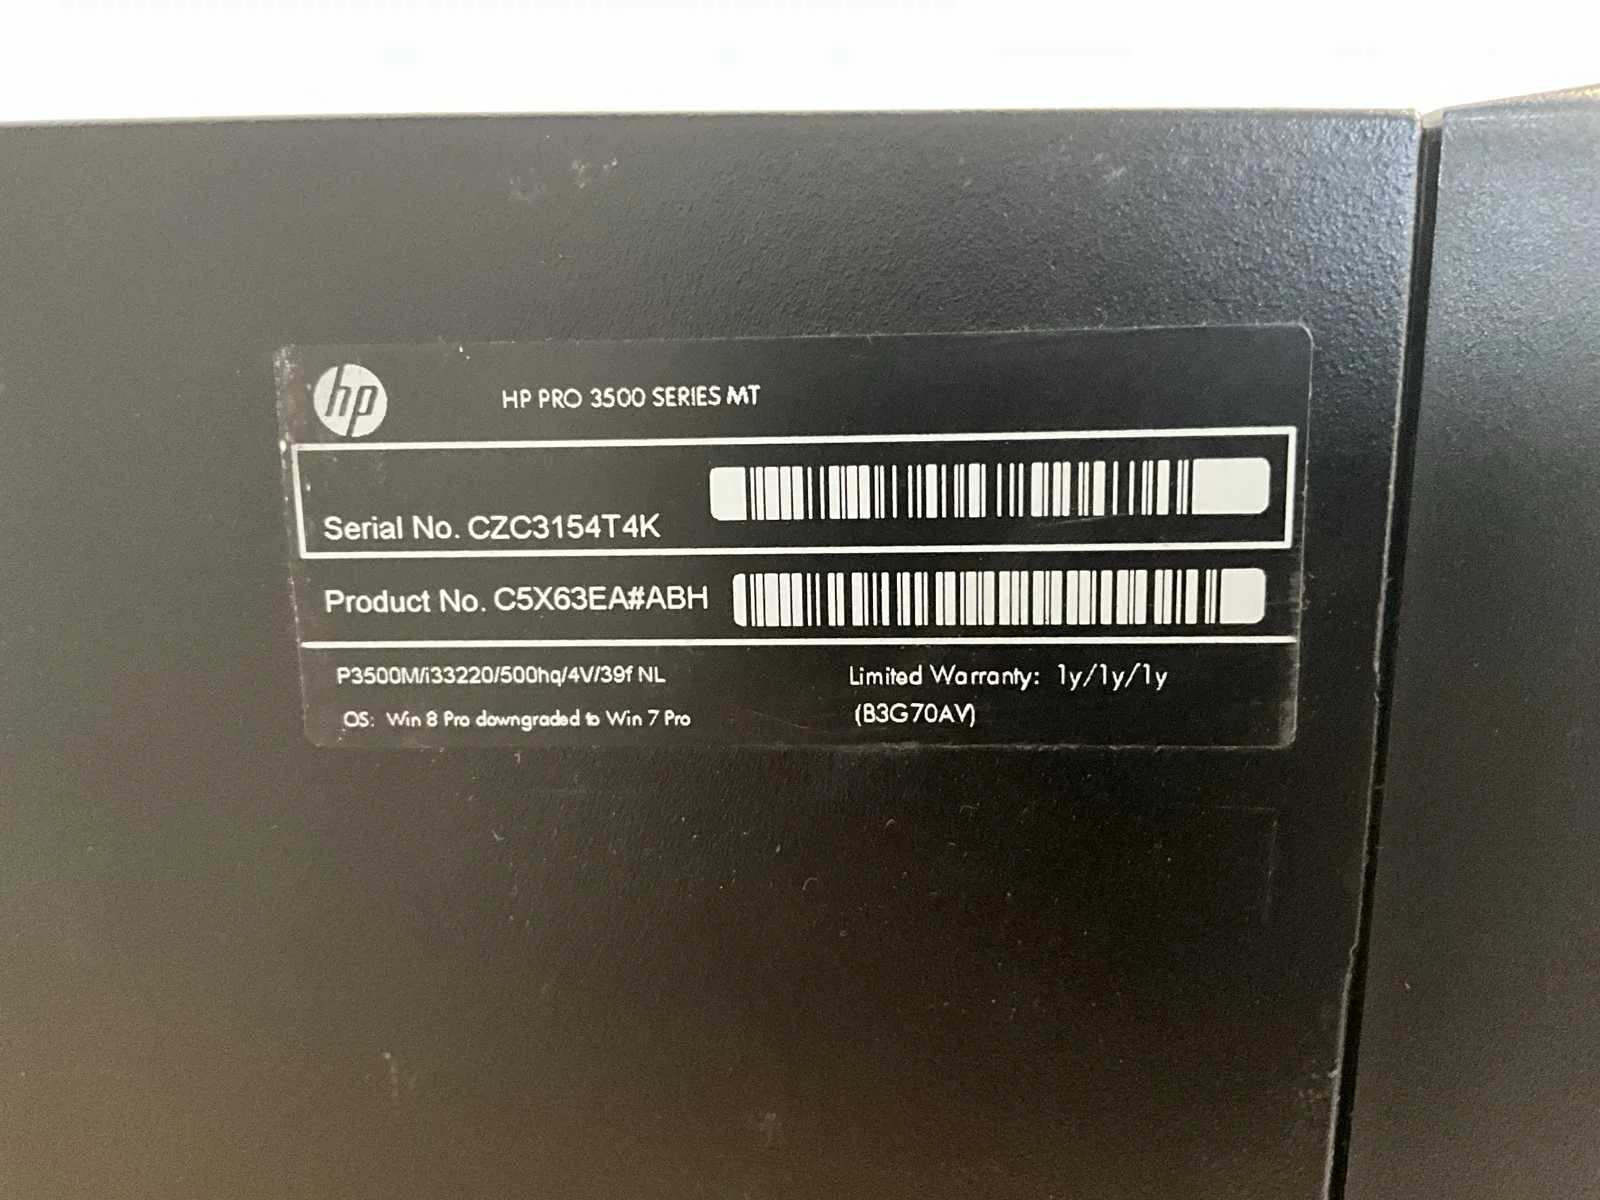 hp
HP PRO 3500 SERIES MT
Serial No. CZC3154T4K
Product No. C5X63EA#ABH
P3500M/i33220/500hq/4V/39f NL
Limited Warranty: 1y/1y/1y
OS: Win 8 Pro downgraded to Win 7 Pro
(B3G70AV)